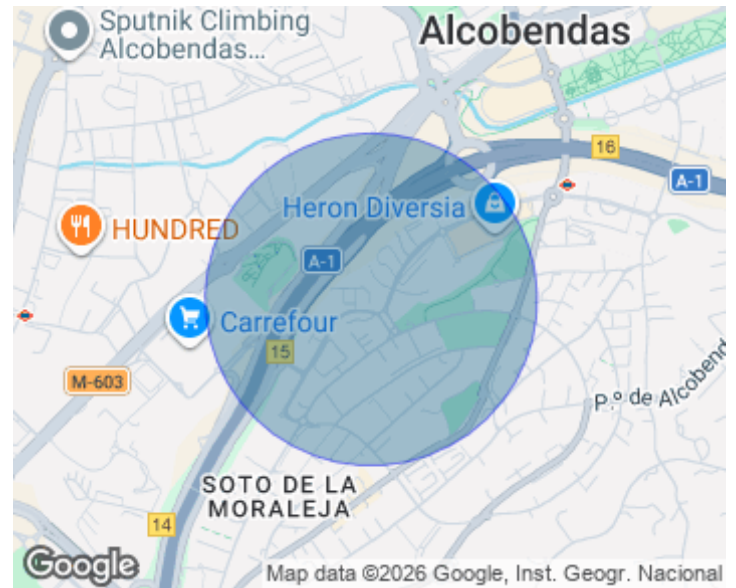 Sputnik Climbing
Alcobendas...
Alcobendas
16
A-1
Heron Diversia
HUNDRED
A-1
Carrefour
15
M-603
P.º de Alcobend
SOTO DE LA
MORALEJA
14
Google
Map data ©2026 Google, Inst. Geogr. Nacional